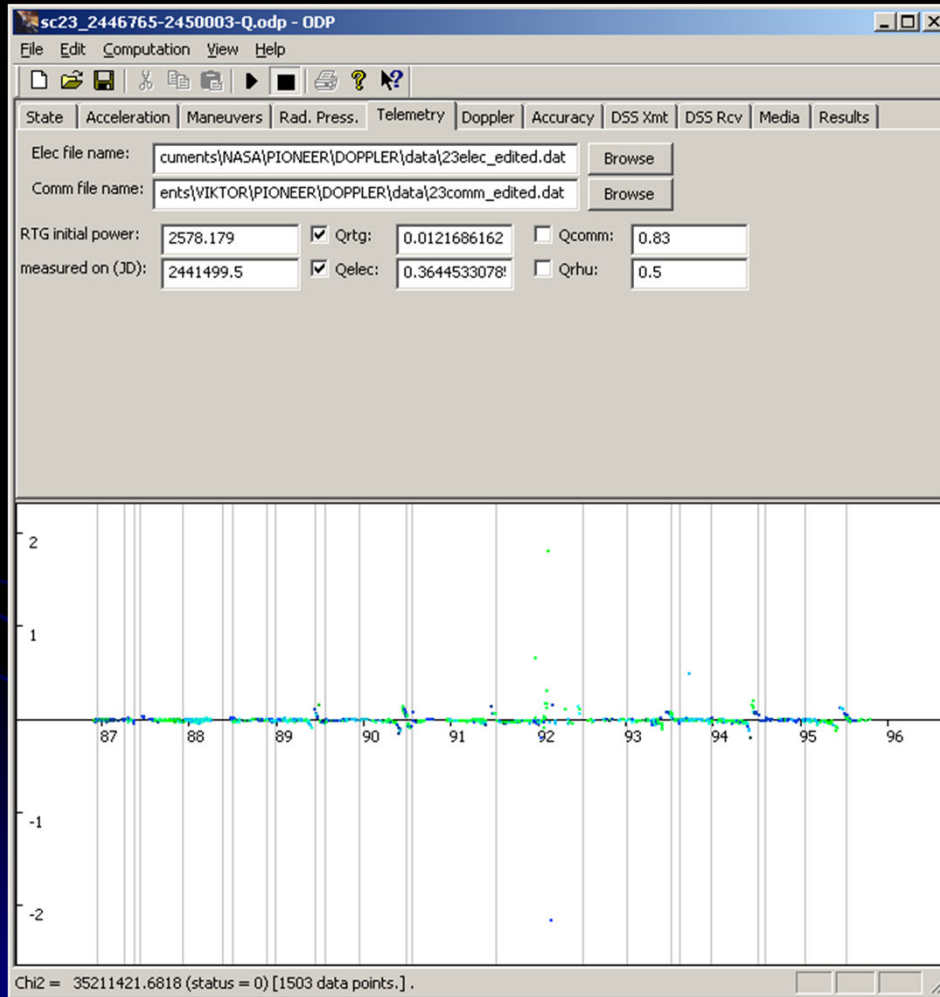 sc23_2446765-2450003-Q.odp - ODP
File Edit Computation View Help
State Acceleration Maneuvers Rad. Press. Telemetry Doppler Accuracy DSS Xmt DSS Rcv Media Results
Elec file name: cuments\NASA\PIONEER\DOPPLER\data\23elec_edited.dat Browse
Comm file name: ents\VIKTOR\PIONEER\DOPPLER\data\23comm_edited.dat Browse
RTG initial power: 2578.179 Qrtg: 0.0121686162 Qcomm: 0.83
measured on (JD): 2441499.5 Qelec: 0.364453307 Qrhu: 0.5
2
1
87 88 89 90 91 92 93 94 95 96
-1
-2
Chi2 = 35211421.6818 (status = 0) [1503 data points.] .